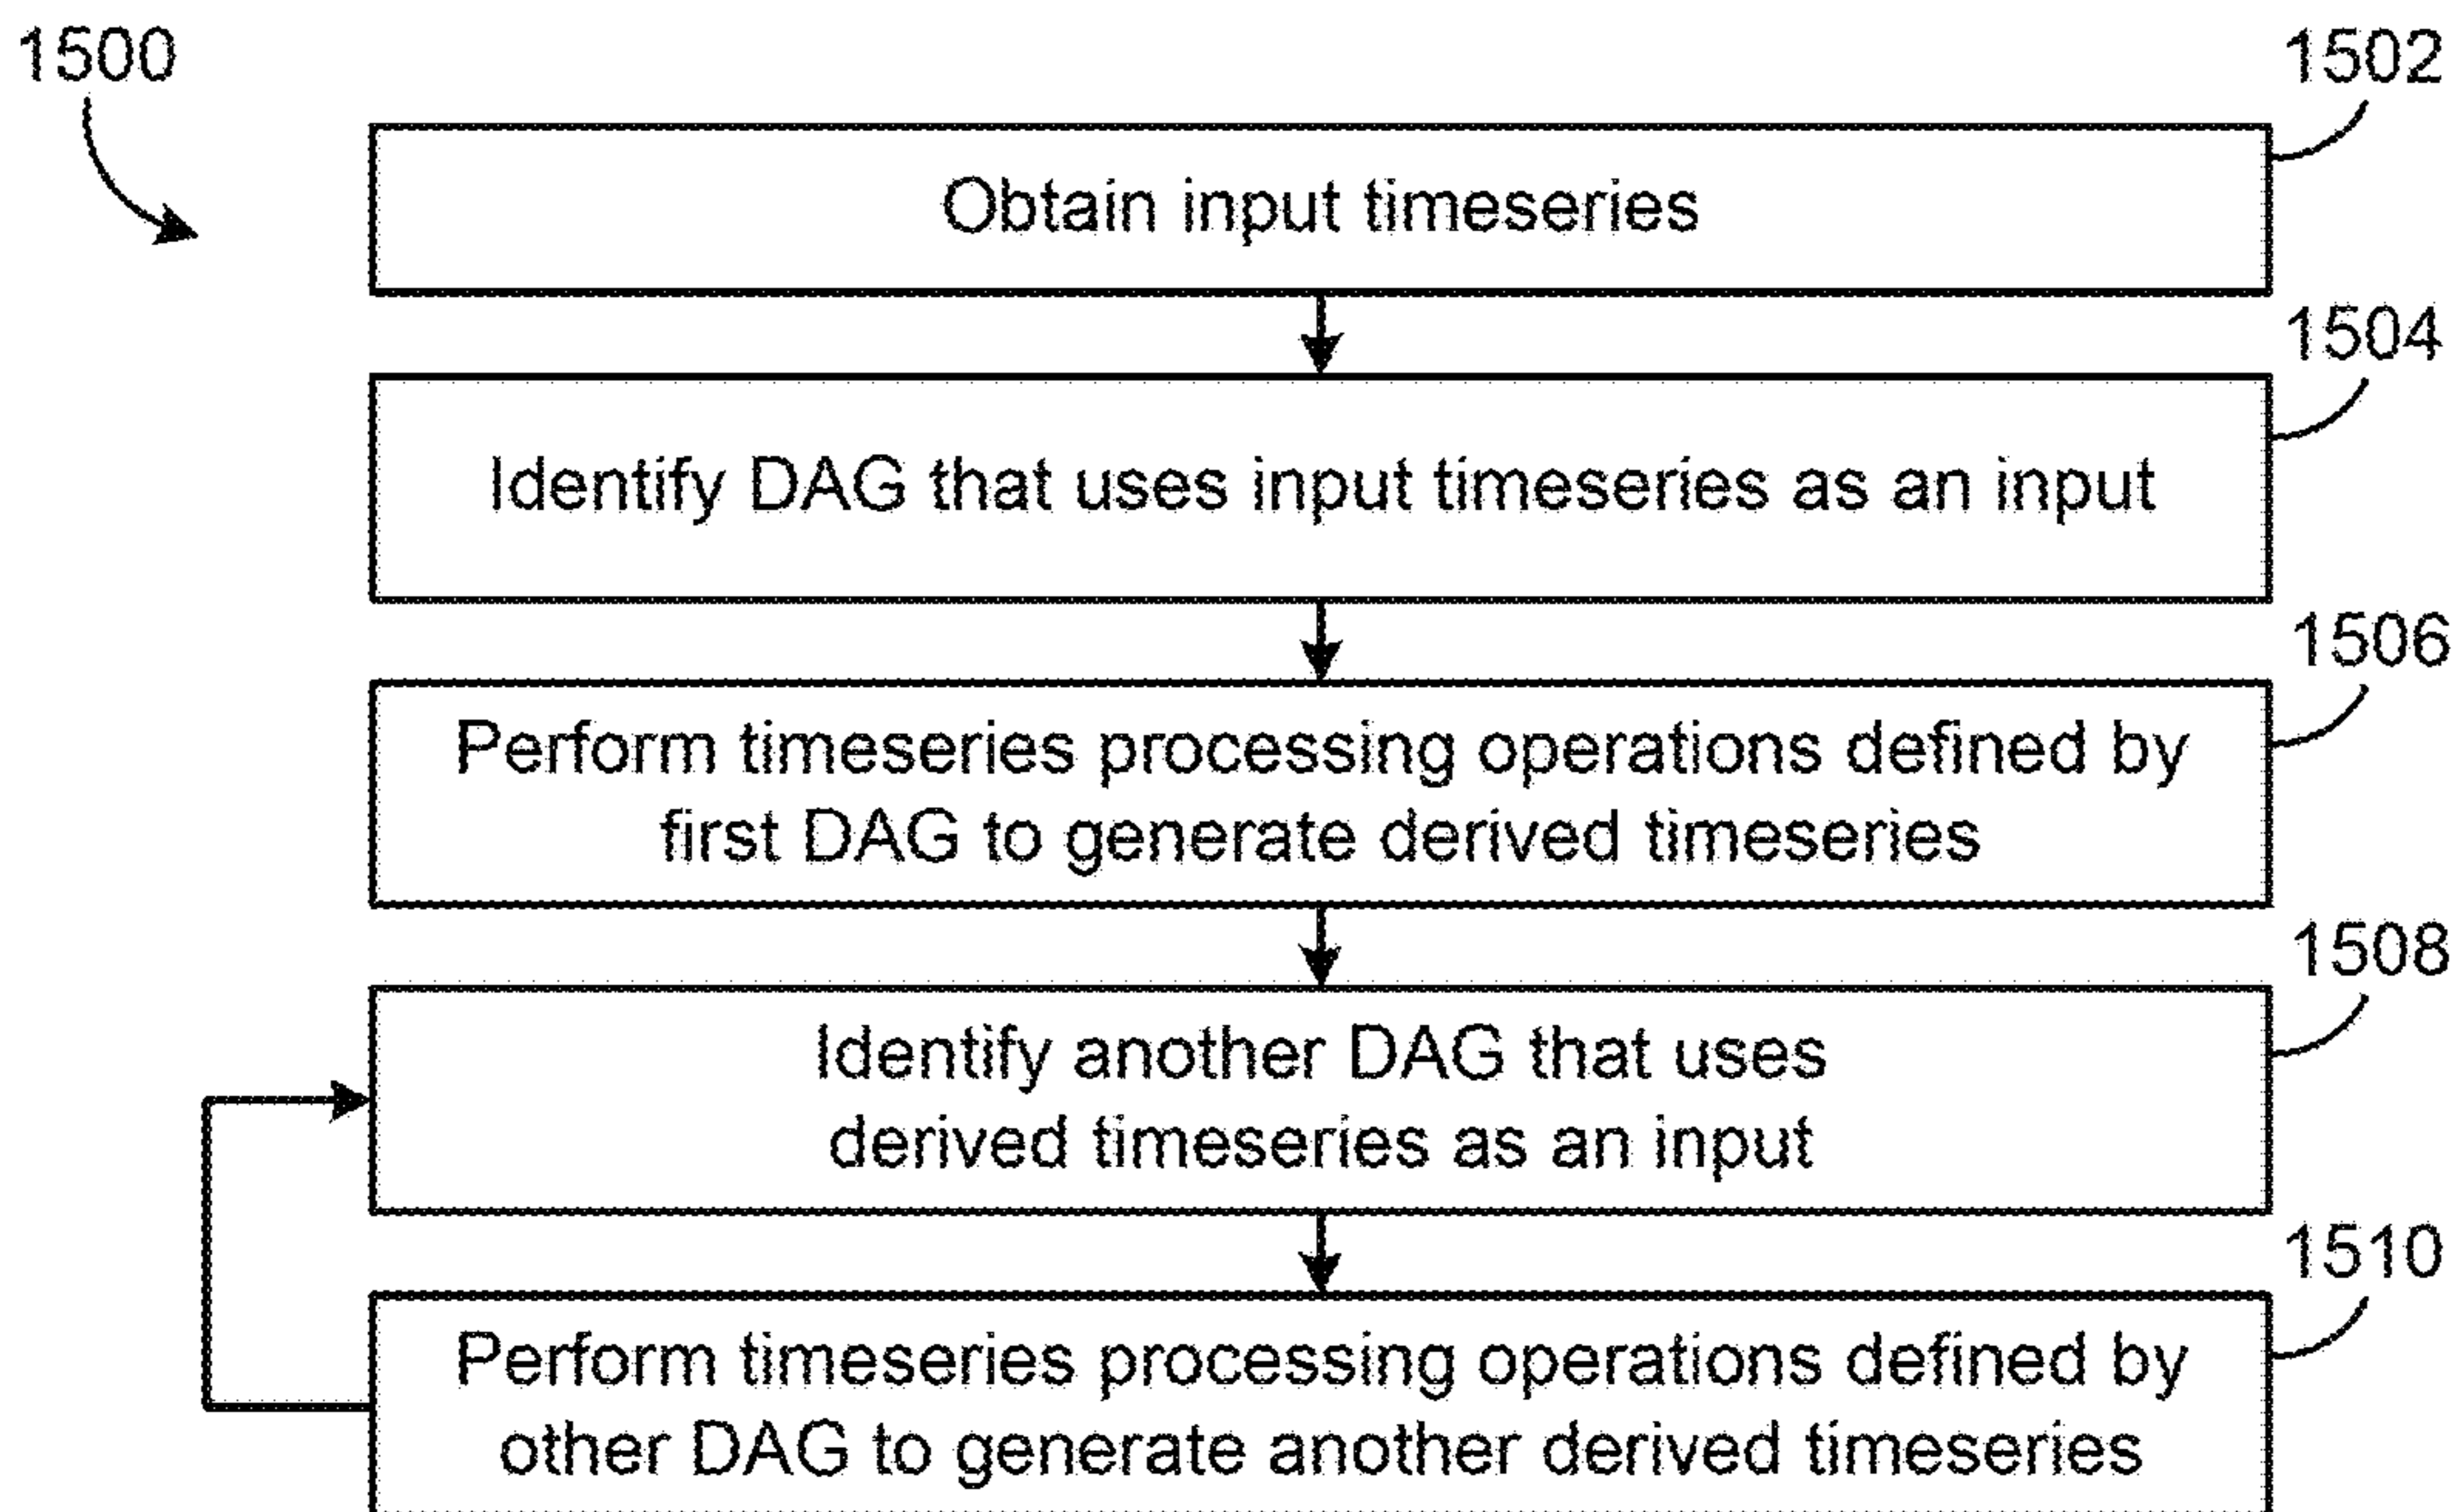 1500
1502
Obtain input timeseries
1504
Identify DAG that uses input timeseries as an input
1506
Perform timeseries processing operations defined by
first DAG to generate derived timeseries
1508
Identify another DAG that uses
derived timeseries as an input
1510
Perform timeseries processing operations defined by
other DAG to generate another derived timeseries